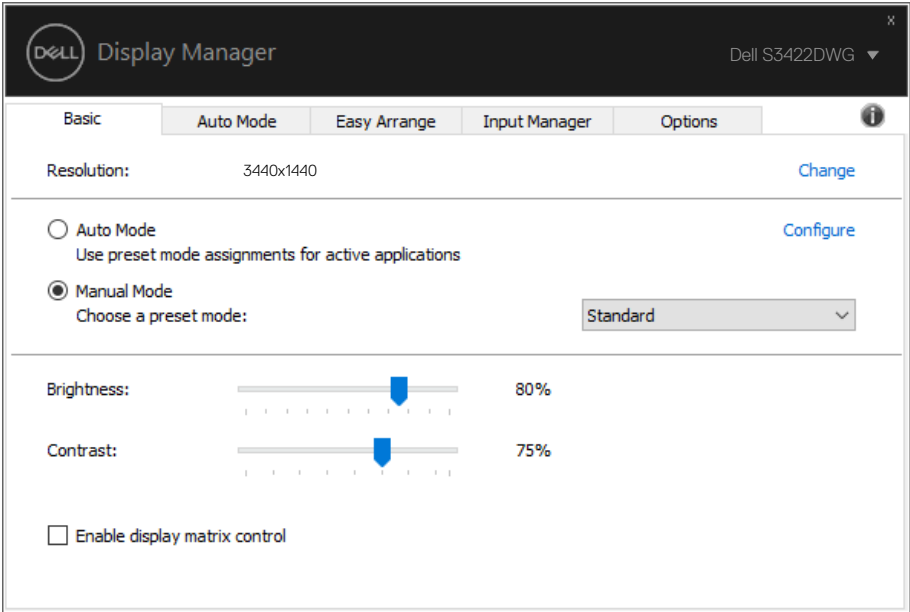 DELL Display Manager
x
Dell S3422DWG
Basic Auto Mode Easy Arrange Input Manager Options i
Resolution: 3440x1440 Change
Auto Mode Configure
Use preset mode assignments for active applications
Manual Mode
Choose a preset mode: Standard
Brightness: 80%
Contrast: 75%
Enable display matrix control